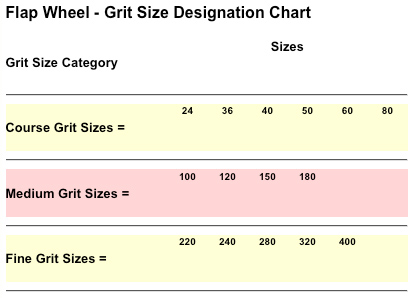 Flap Wheel - Grit Size Designation Chart
Sizes
Grit Size Category
24 36 40 50 60 80
Course Grit Sizes =
100 120 150 180
Medium Grit Sizes =
220 240 280 320 400
Fine Grit Sizes =